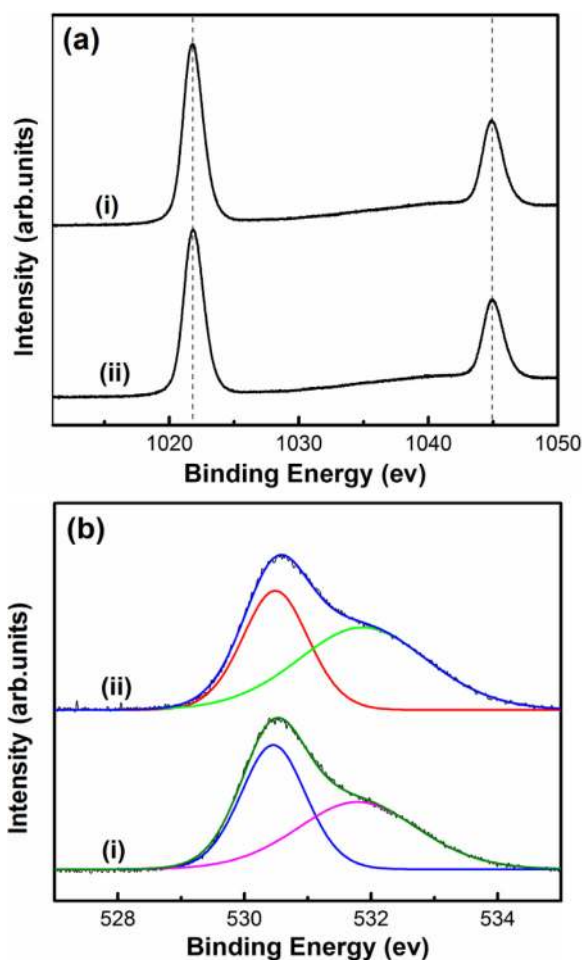 (a)
Intensity (arb.units)
(i)
(ii)
1020 1030 1040 1050
Binding Energy (ev)
(b)
Intensity (arb.units)
(ii)
(i)
528 530 532 534
Binding Energy (ev)